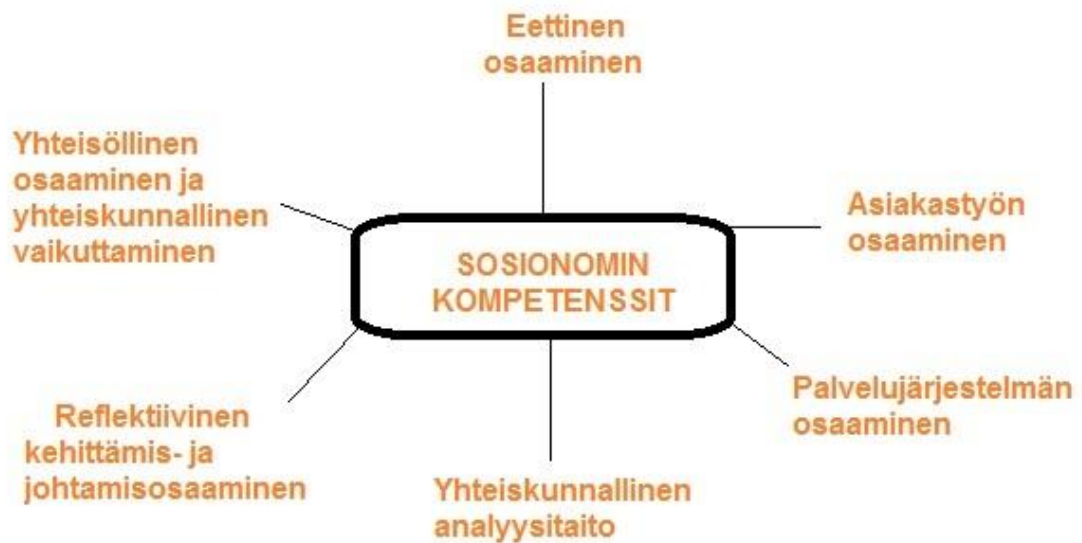 Eettinen
osaaminen
Yhteisöllinen
osaaminen ja
yhteiskunnallinen
vaikuttaminen
Asiakastyön
osaaminen
SOSIONOMIN
KOMPETENSSIT
Palvelujärjestelmän
osaaminen
Reflektiivinen
kehittämis- ja
johtamisosaaminen
Yhteiskunnallinen
analyysitaito